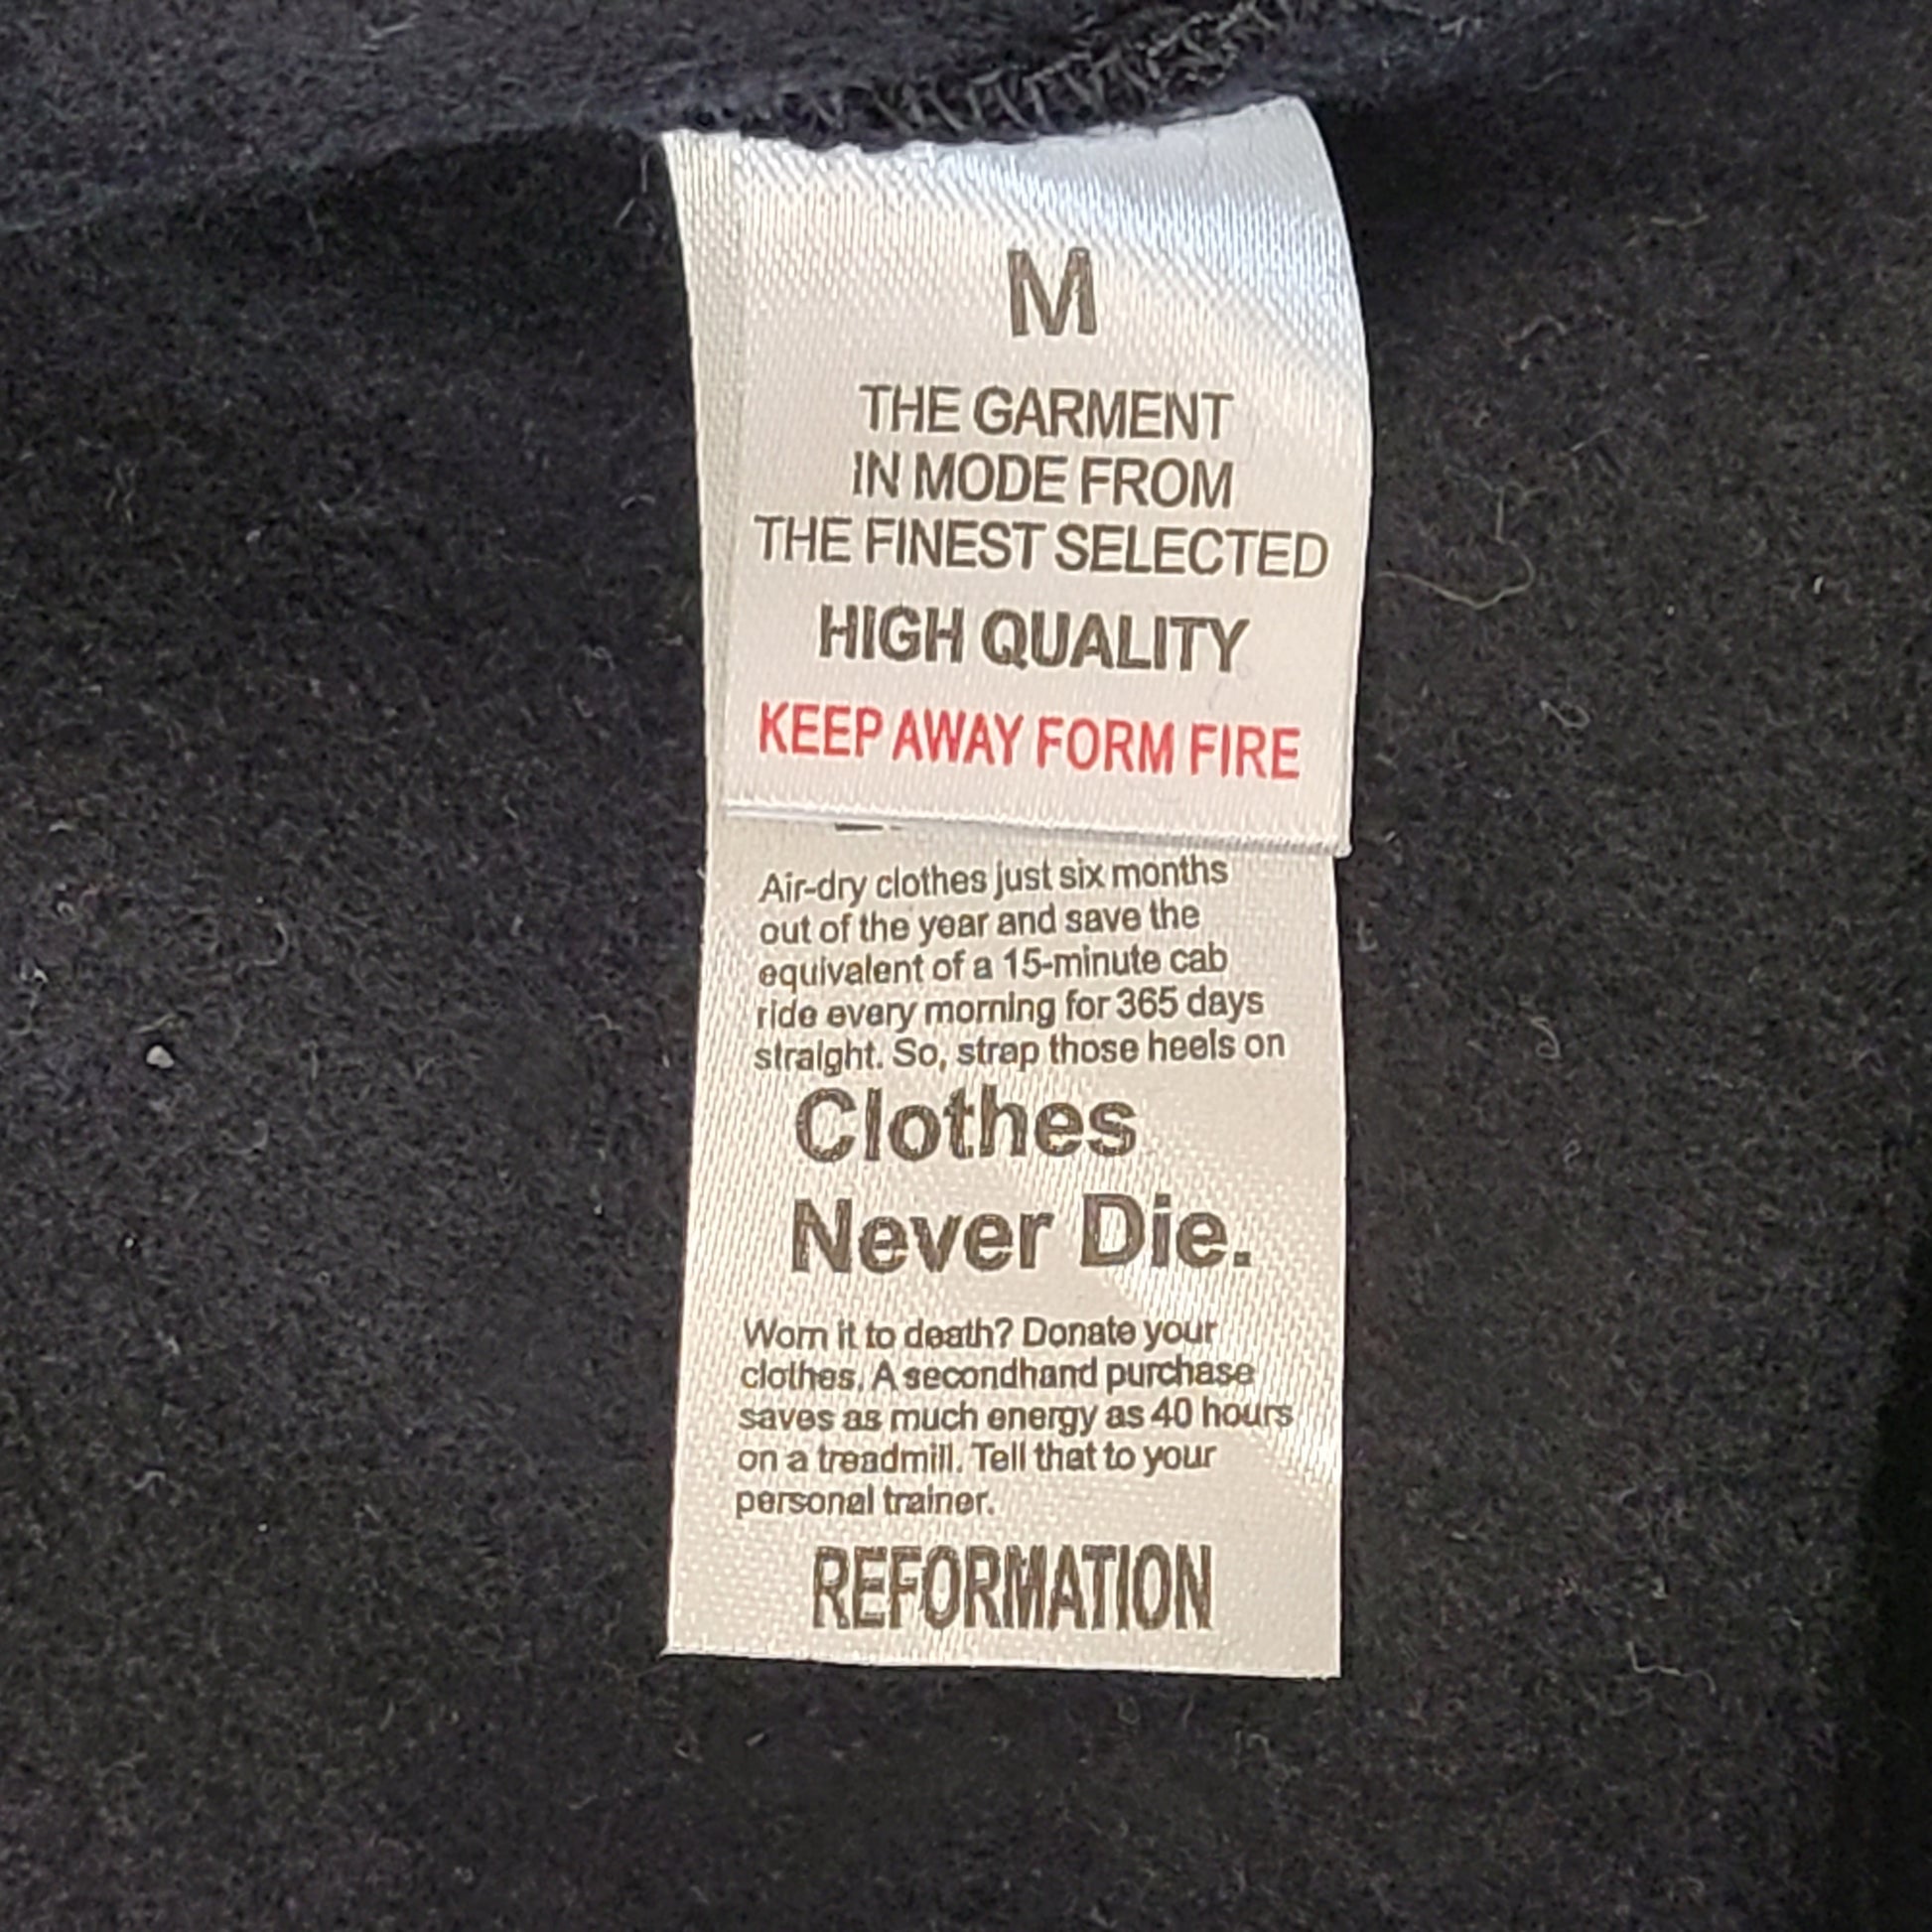 M
THE GARMENT
IN MODE FROM
THE FINEST SELECTED
HIGH QUALITY
KEEP AWAY FORM FIRE
Air-dry clothes just six months
out of the year and save the
equivalent of a 15-minute cab
ride every morning for 365 days
straight. So, strap those heels on
Clothes
Never Die.
Worn it to death? Donate your
clothes. A secondhand purchase
saves as much energy as 40 hours
on a treadmill. Tell that to your
personal trainer.
REFORMATION